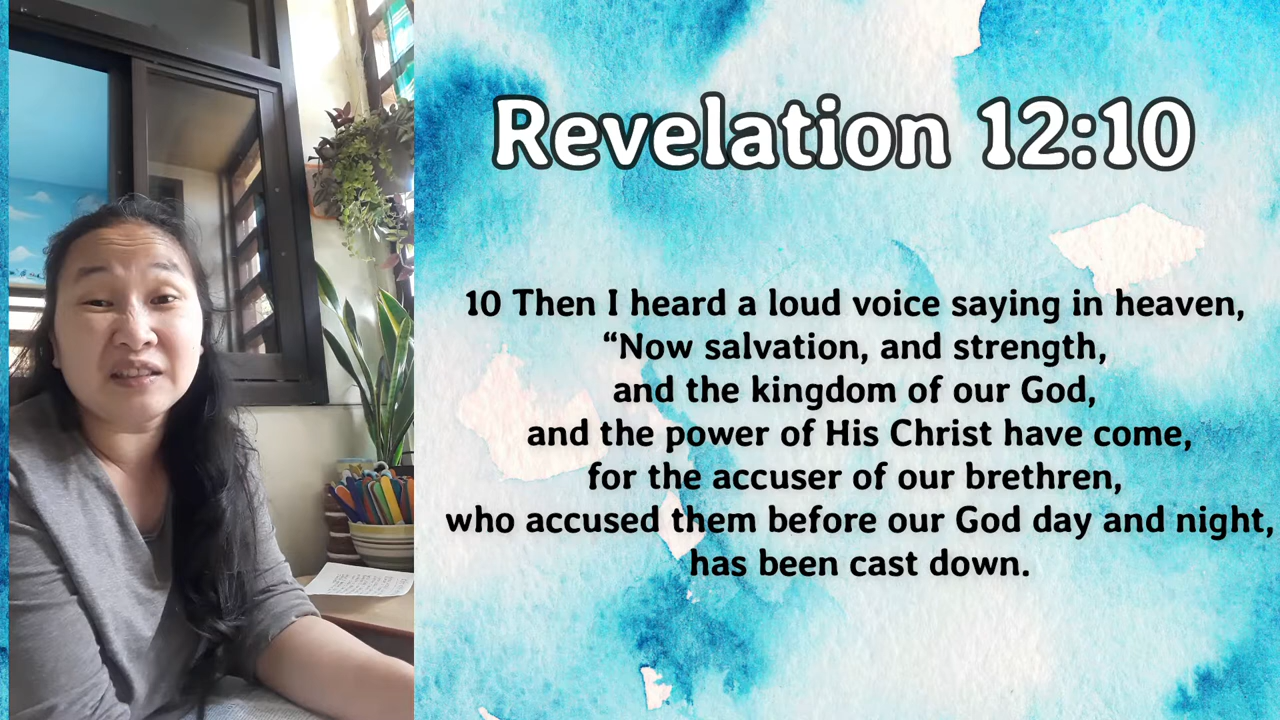 Revelation 12:10
10 Then I heard a loud voice saying in heaven,
“Now salvation, and strength,
and the kingdom of our God,
and the power of His Christ have come,
for the accuser of our brethren,
who accused them before our God day and night,
has been cast down.